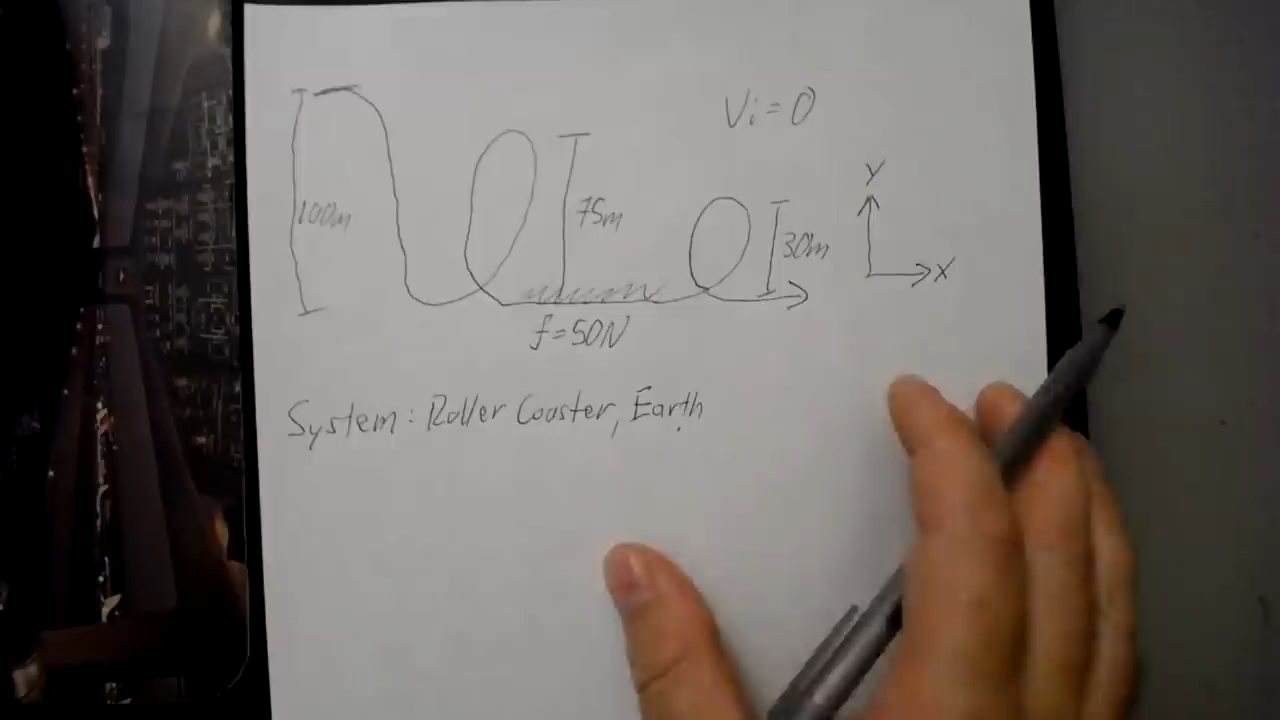 Vi=0
100m
75m
30m
Y
X
f=50N
System: Roller Coaster, Earth